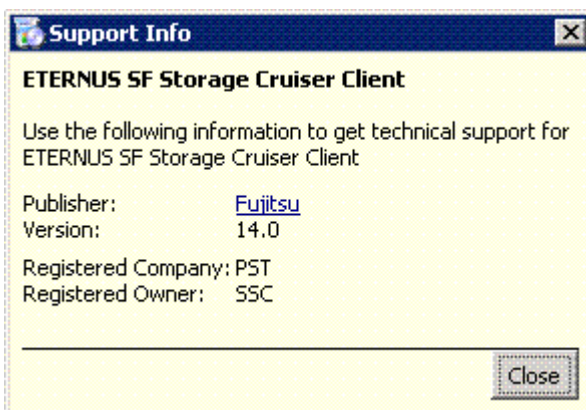 Support Info
ETERNUS SF Storage Cruiser Client
Use the following information to get technical support for
ETERNUS SF Storage Cruiser Client
Publisher: Fujitsu
Version: 14.0
Registered Company: PST
Registered Owner: SSC
Close